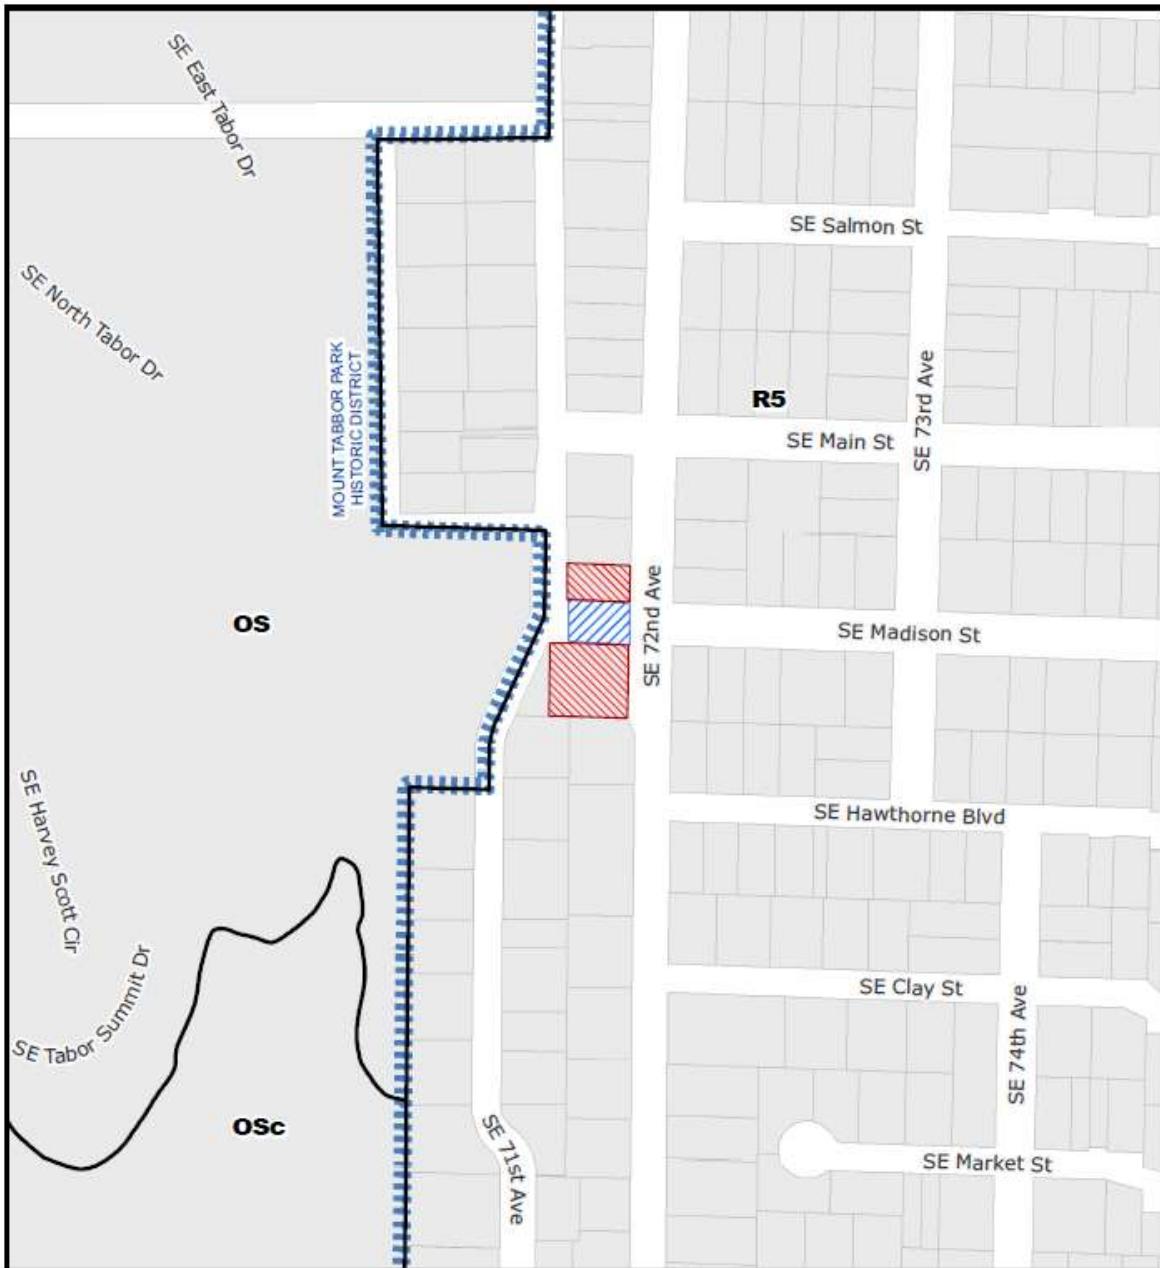 SE East Tabor Dr
SE Salmon St
SE North Tabor Dr
MOUNT TABBOR PARK
HISTORIC DISTRICT
SE 73rd Ave
R5
SE Main St
SE 72nd Ave
OS
SE Madison St
SE Harvey Scott Cir
SE Hawthorne Blvd
SE Tabor Summit Dr
SE Clay St
SE 74th Ave
OSc
SE 71st Ave
SE Market St